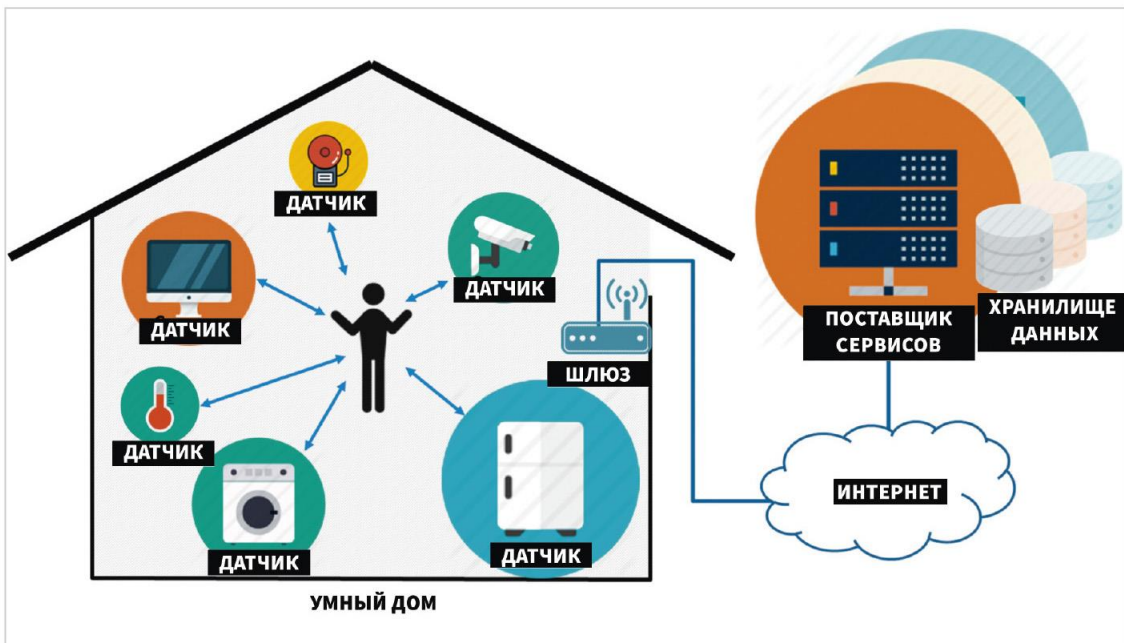 ДАТЧИК
ДАТЧИК
ДАТЧИК
ДАТЧИК
ДАТЧИК
ДАТЧИК
ШЛЮЗ
УМНЫЙ ДОМ
ПОСТАВЩИК
СЕРВИСОВ
ХРАНИЛИЩЕ
ДАННЫХ
ИНТЕРНЕТ